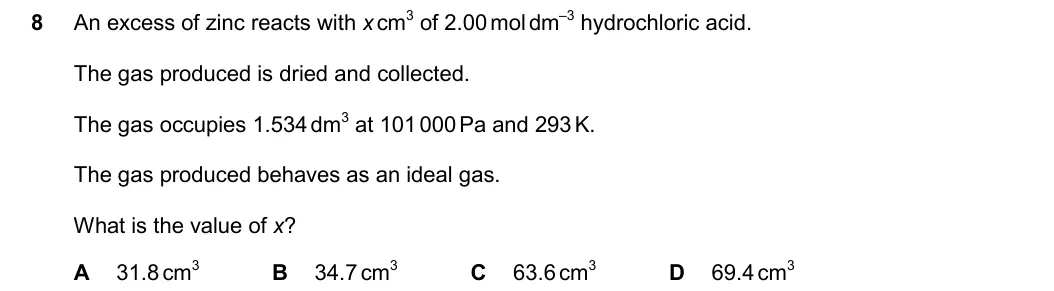 8 An excess of zinc reacts with x cm³ of 2.00 mol dm⁻³ hydrochloric acid.
The gas produced is dried and collected.
The gas occupies 1.534 dm³ at 101 000 Pa and 293 K.
The gas produced behaves as an ideal gas.
What is the value of x?
A 31.8 cm³ B 34.7 cm³ C 63.6 cm³ D 69.4 cm³